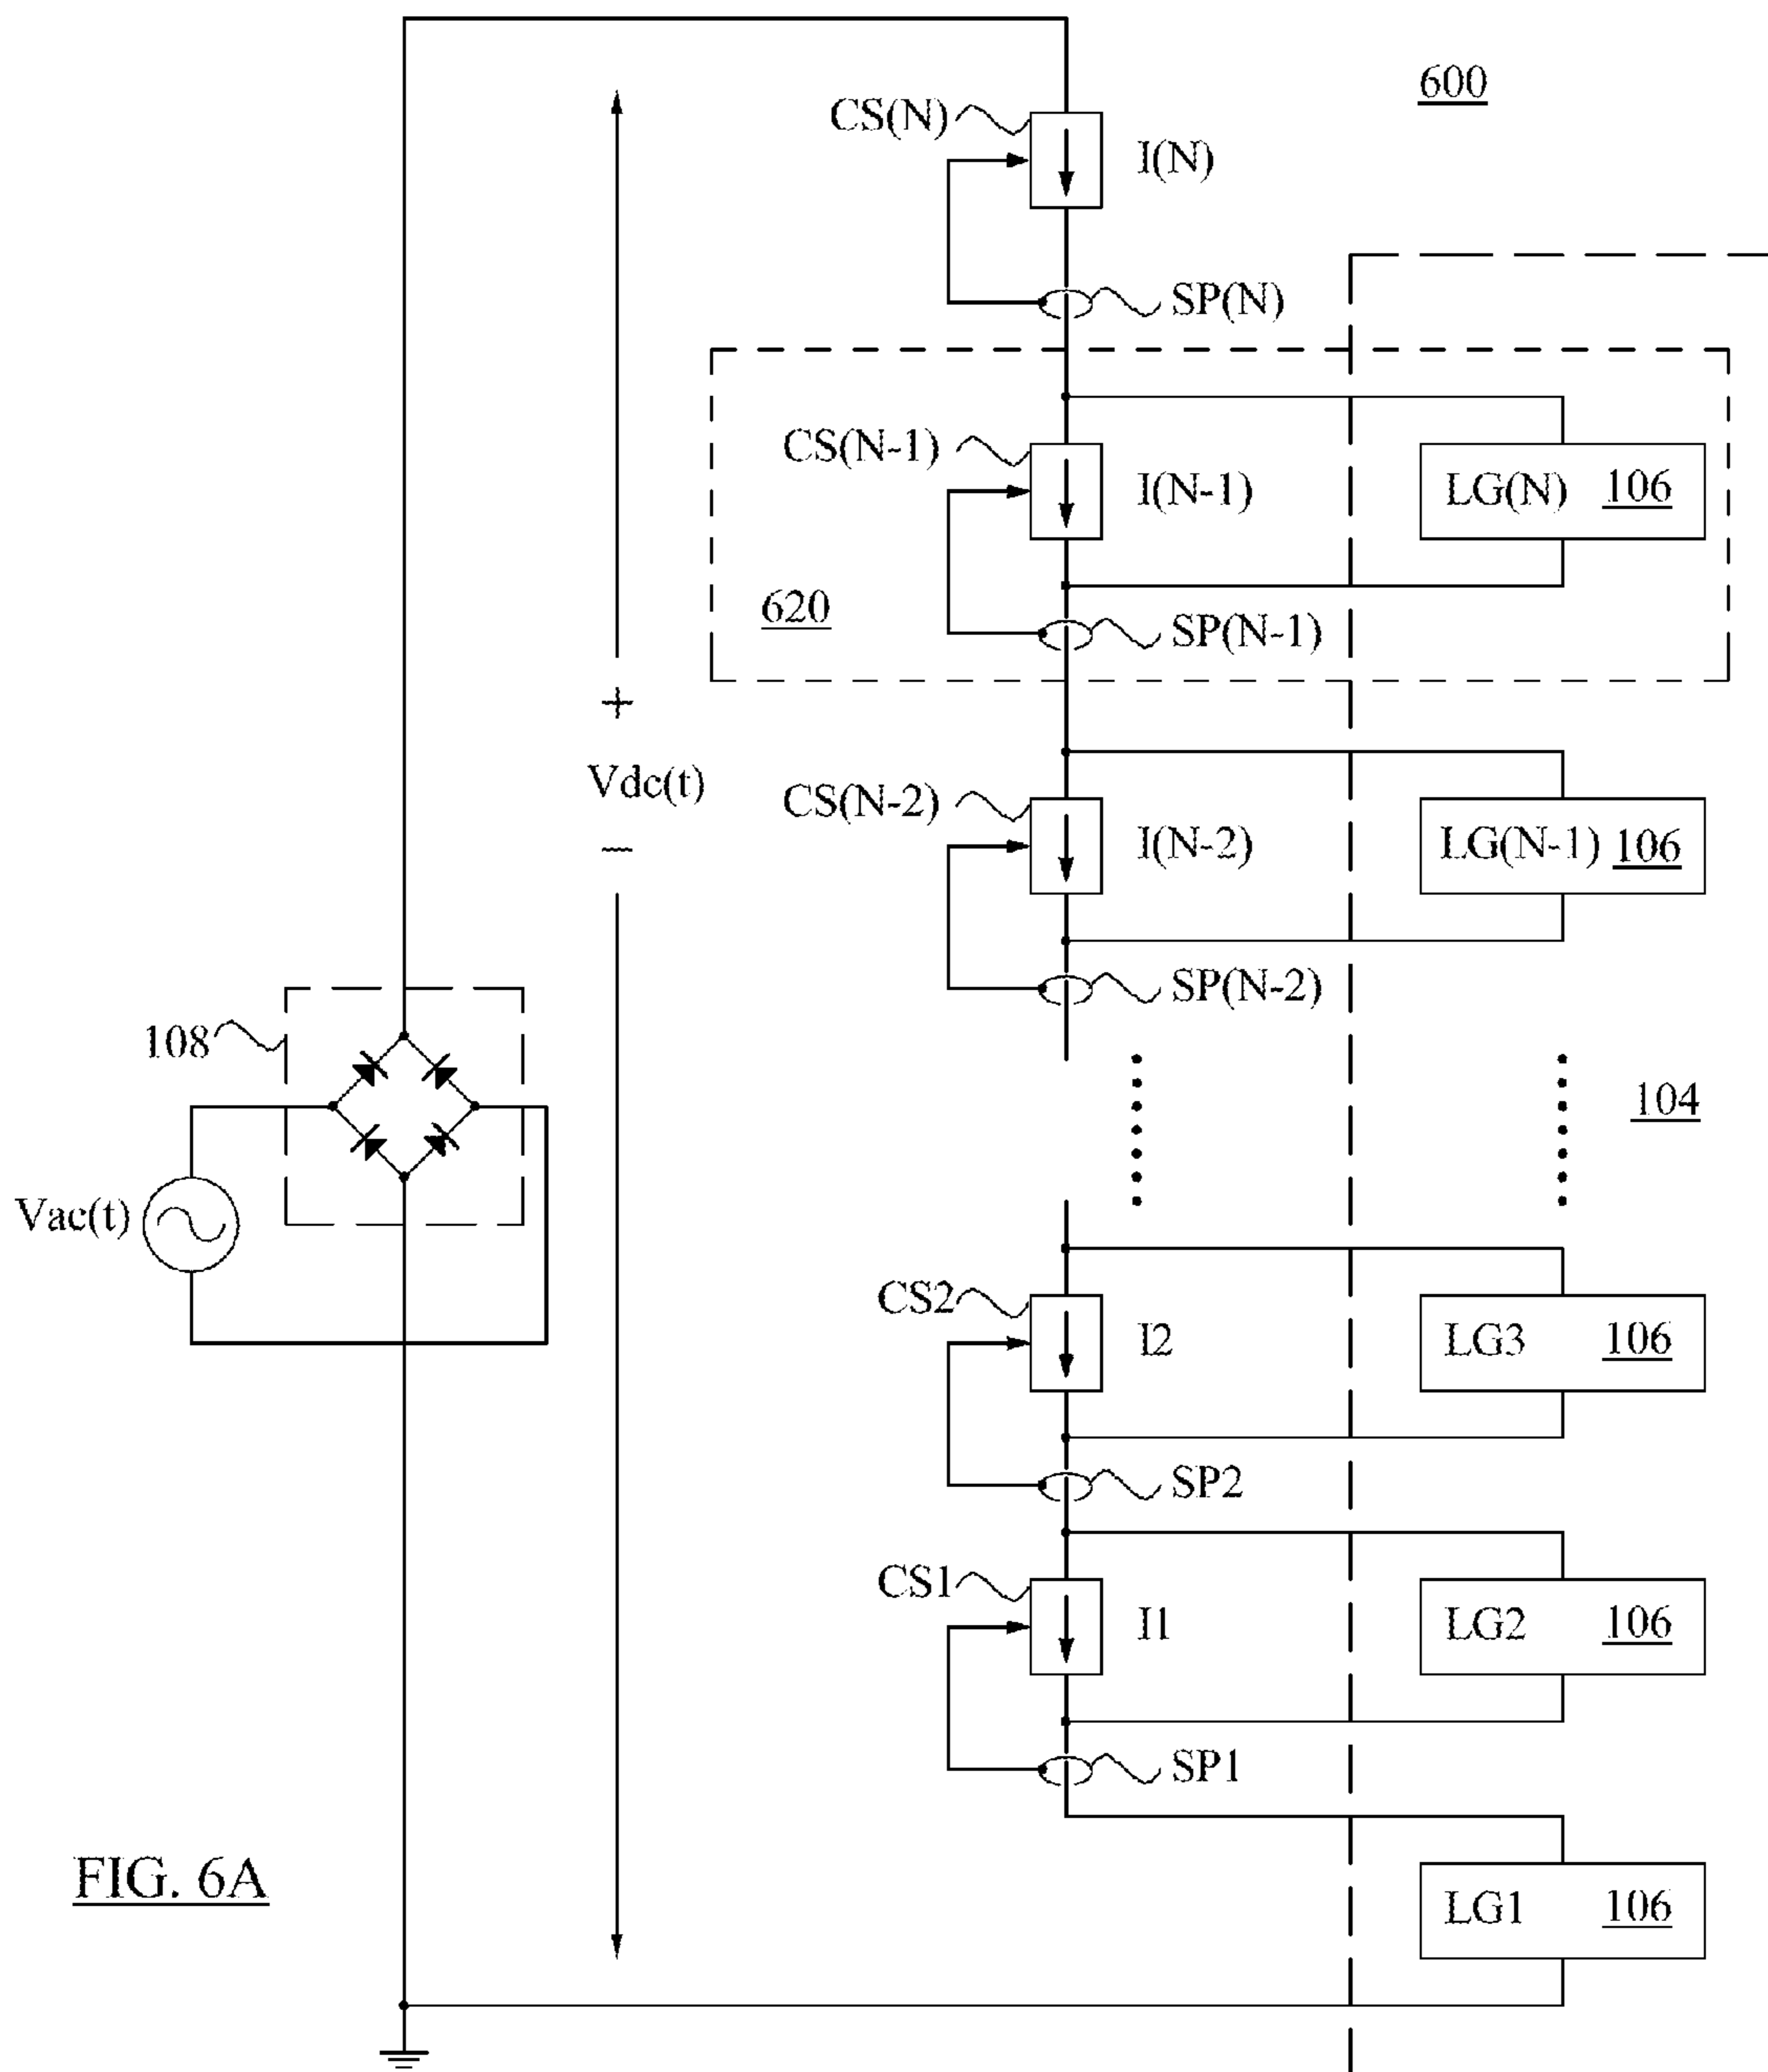 600
CS(N)
I(N)
SP(N)
CS(N-1)
I(N-1)
LG(N) 106
620
SP(N-1)
+
Vdc(t)
−
CS(N-2)
I(N-2)
LG(N-1) 106
SP(N-2)
108
104
Vac(t)
CS2
I2
LG3 106
SP2
CS1
I1
LG2 106
SP1
FIG. 6A
LG1 106